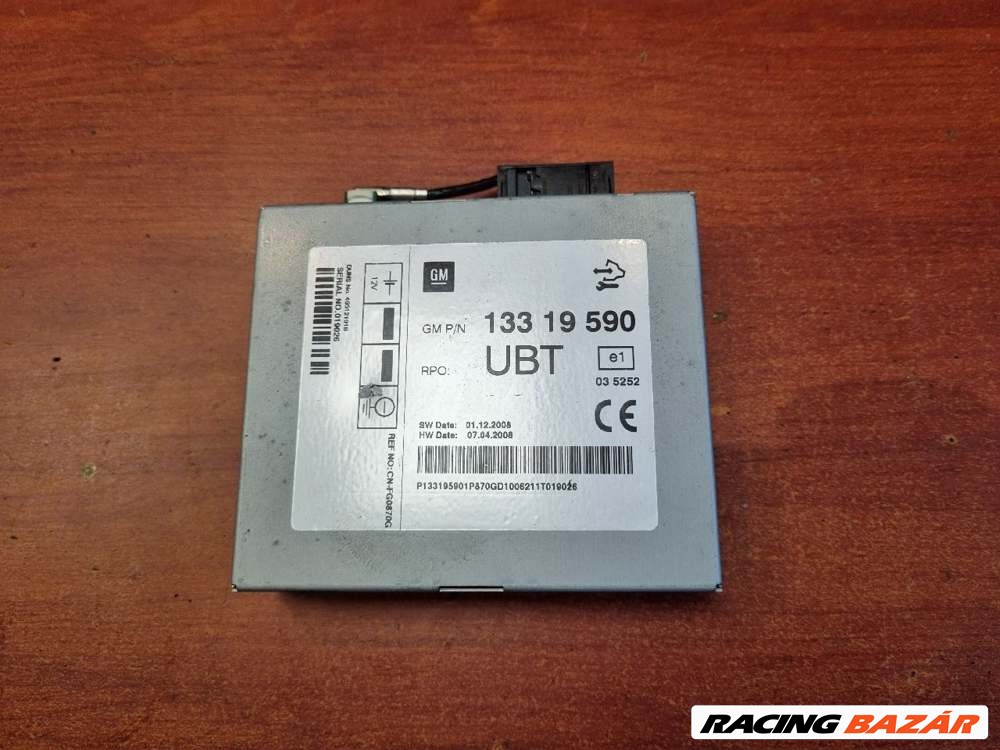 GM
GM P/N 133 19 590
RPO: UBT
e1
03 5252
CE
SW Date: 01.12.2008
HW Date: 07.04.2008
P133195901P870GD1006211T019026
12V
SERIAL NO.019026
REF NO:CN-FG0870G
RACING BAZÁR